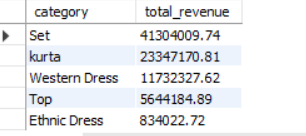 category total_revenue
Set 41304009.74
kurta 23347170.81
Western Dress 11732327.62
Top 5644184.89
Ethnic Dress 834022.72